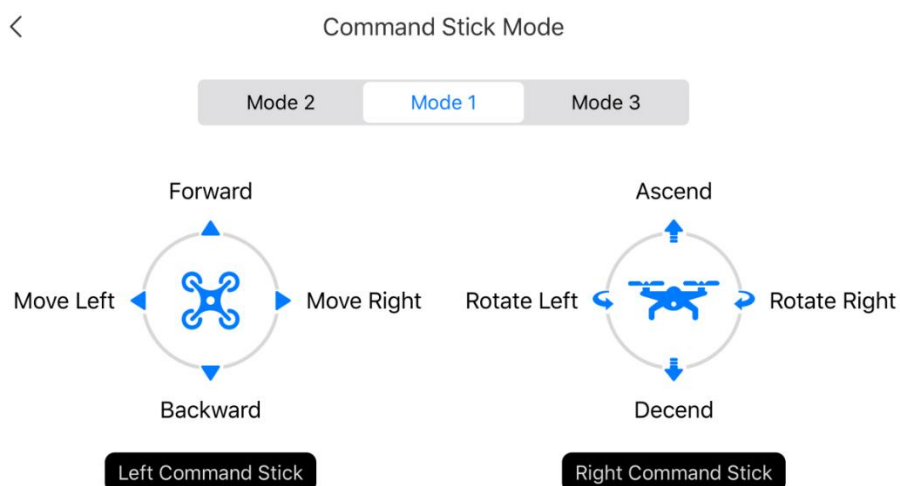 Command Stick Mode
Mode 2 Mode 1 Mode 3
Forward Ascend
Move Left Move Right Rotate Left Rotate Right
Backward Decend
Left Command Stick Right Command Stick